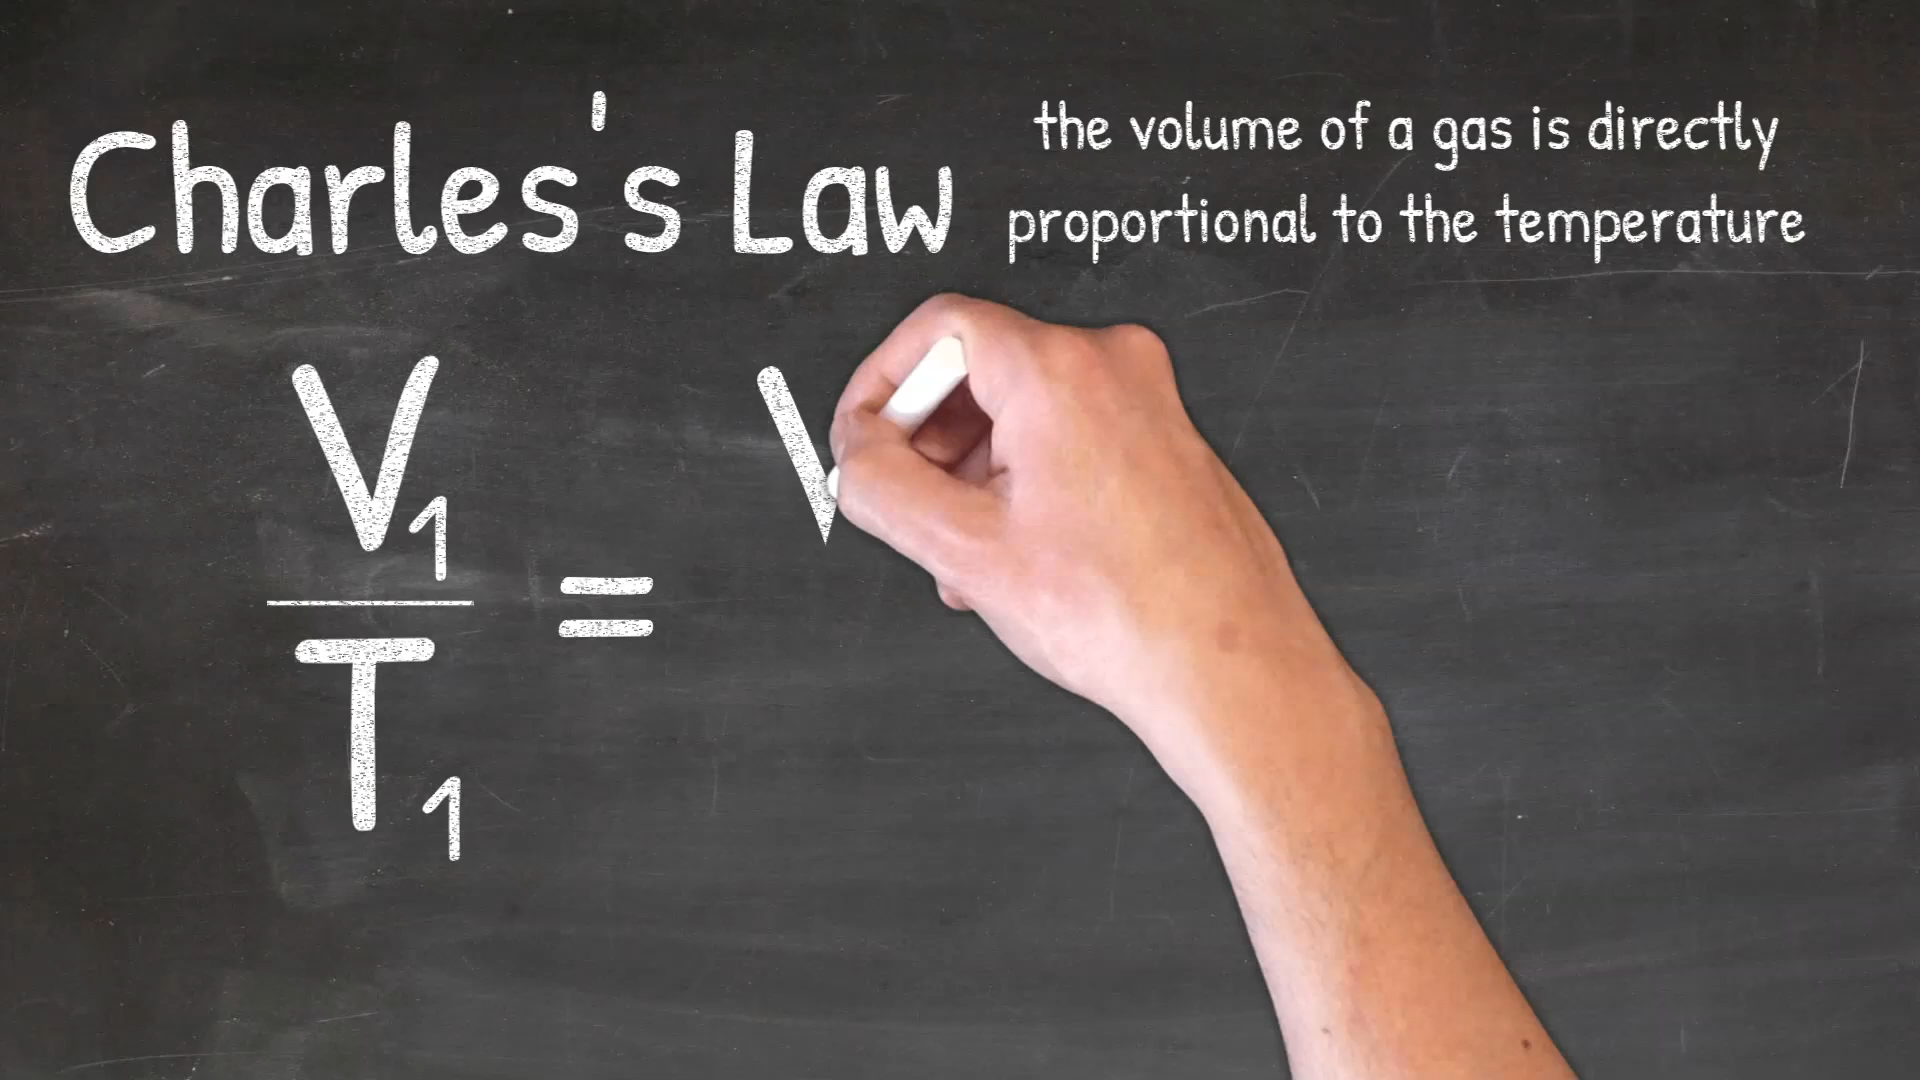 Charles's Law
the volume of a gas is directly
proportional to the temperature
V1
=
V
T1